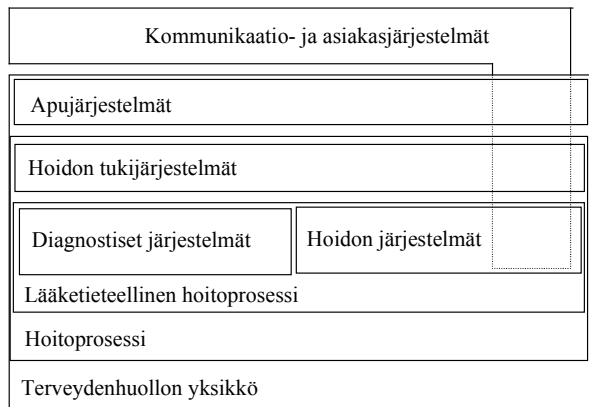 Kommunikaatio- ja asiakasjärjestelmät
Apujärjestelmät
Hoidon tukijärjestelmät
Diagnostiset järjestelmät
Hoidon järjestelmät
Lääketieteellinen hoitoprosessi
Hoitoprosessi
Terveydenhuollon yksikkö